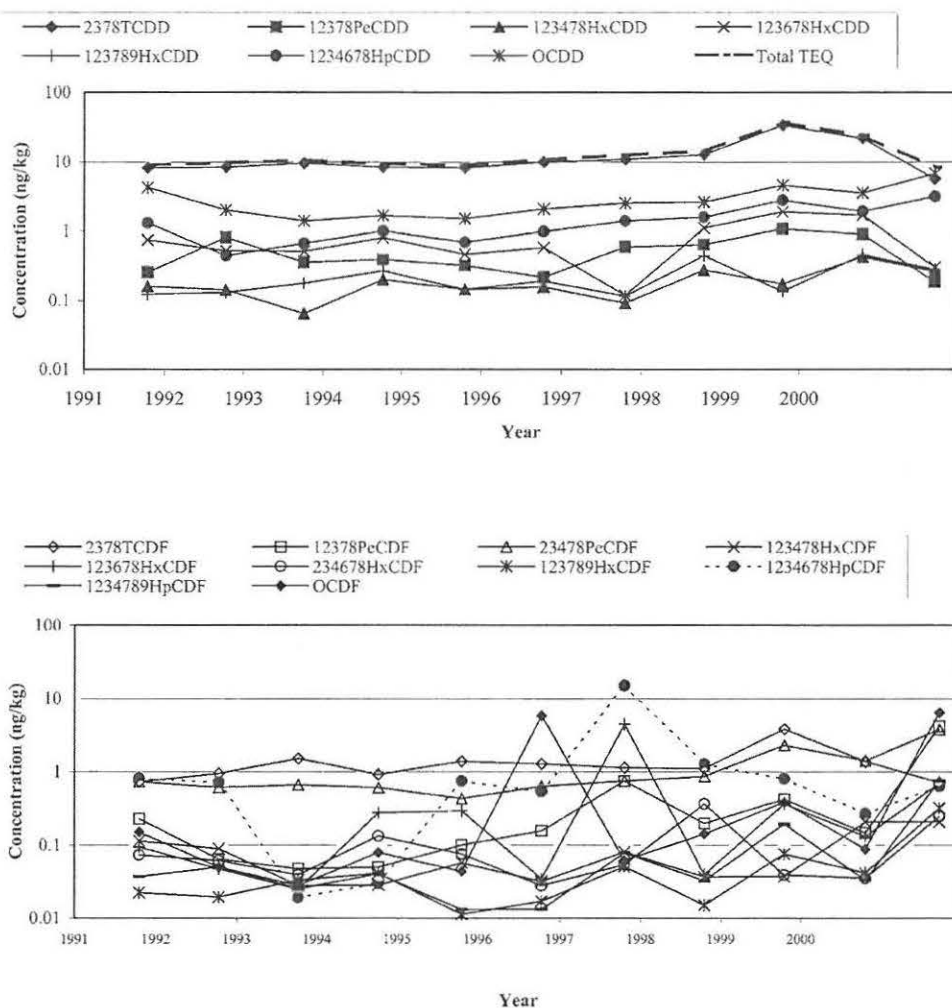 2378TCDD 12378PeCDD 123478HxCDD 123678HxCDD
123789HxCDD 1234678HpCDD OCDD Total TEQ
Concentration (ng/kg)
100
10
1
0.1
0.01
1991 1992 1993 1994 1995 1996 1997 1998 1999 2000
Year
2378TCDF 12378PeCDF 23478PeCDF 123478HxCDF
123678HxCDF 234678HxCDF 123789HxCDF 1234678HpCDF
1234789HpCDF OCDF
Concentration (ng/kg)
100
10
1
0.1
0.01
1991 1992 1993 1994 1995 1996 1997 1998 1999 2000
Year